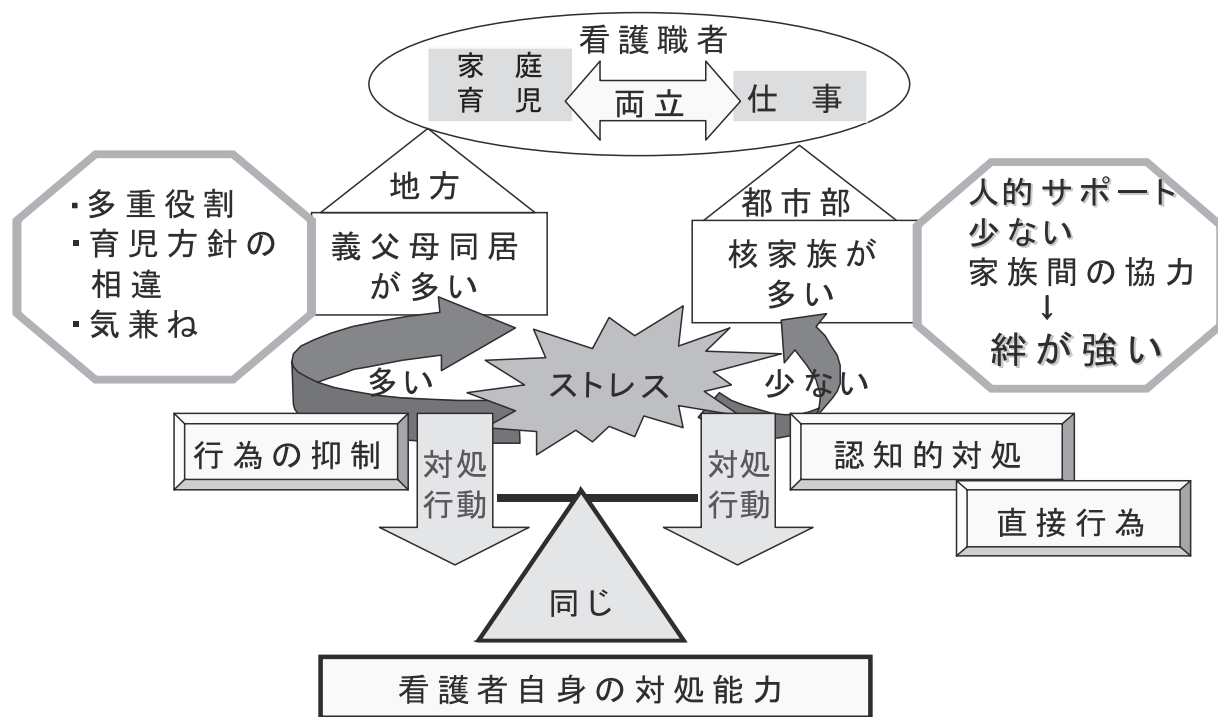 看護職者
家庭
育児
両立
仕事
地方
義父母同居
が多い
・多重役割
・育児方針の
相違
・気兼ね
都市部
核家族が
多い
人的サポート
少ない
家族間の協力
↓
絆が強い
多い
ストレス
少ない
行為の抑制
対処
行動
対処
行動
認知的対処
直接行為
同じ
看護者自身の対処能力